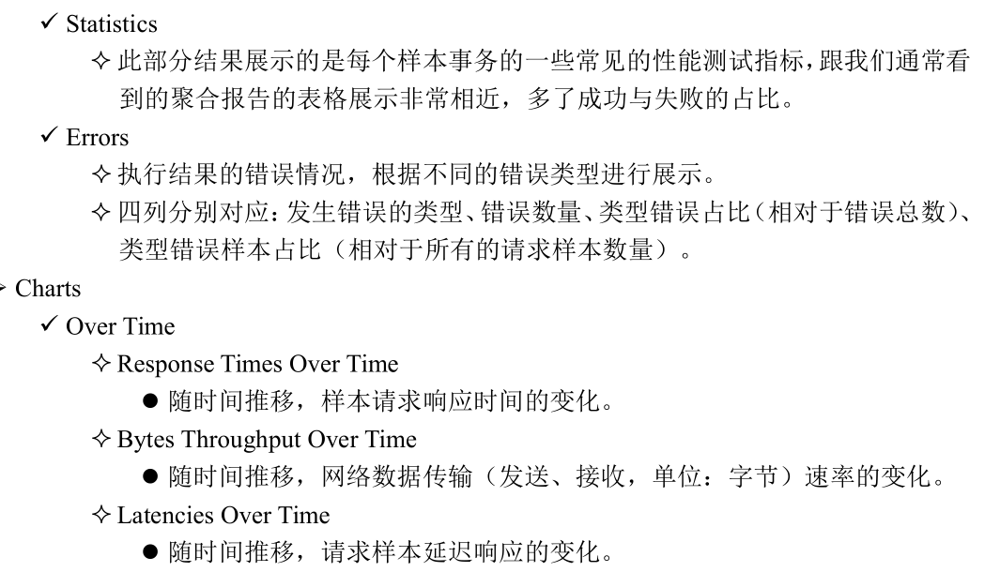 ✓ Statistics
✧ 此部分结果展示的是每个样本事务的一些常见的性能测试指标，跟我们通常看
到的聚合报告的表格展示非常相近，多了成功与失败的占比。
✓ Errors
✧ 执行结果的错误情况，根据不同的错误类型进行展示。
✧ 四列分别对应：发生错误的类型、错误数量、类型错误占比（相对于错误总数）、
类型错误样本占比（相对于所有的请求样本数量）。
➢ Charts
✓ Over Time
✧ Response Times Over Time
● 随时间推移，样本请求响应时间的变化。
✧ Bytes Throughput Over Time
● 随时间推移，网络数据传输（发送、接收，单位：字节）速率的变化。
✧ Latencies Over Time
● 随时间推移，请求样本延迟响应的变化。